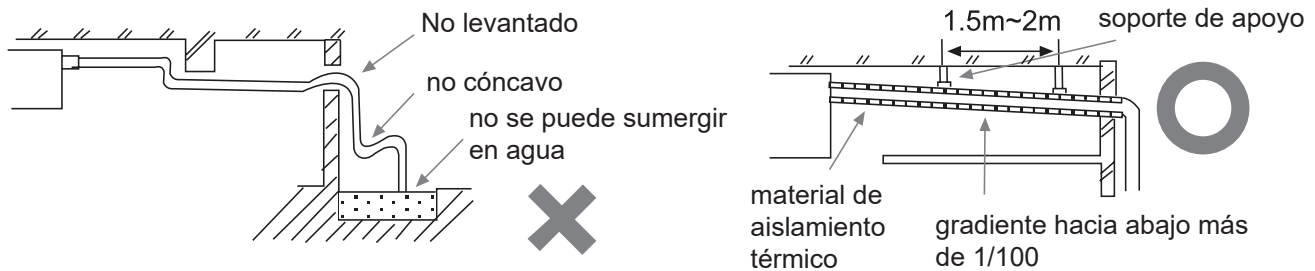 No levantado
no cóncavo
no se puede sumergir
en agua
1.5m~2m
soporte de apoyo
material de
aislamiento
térmico
gradiente hacia abajo más
de 1/100